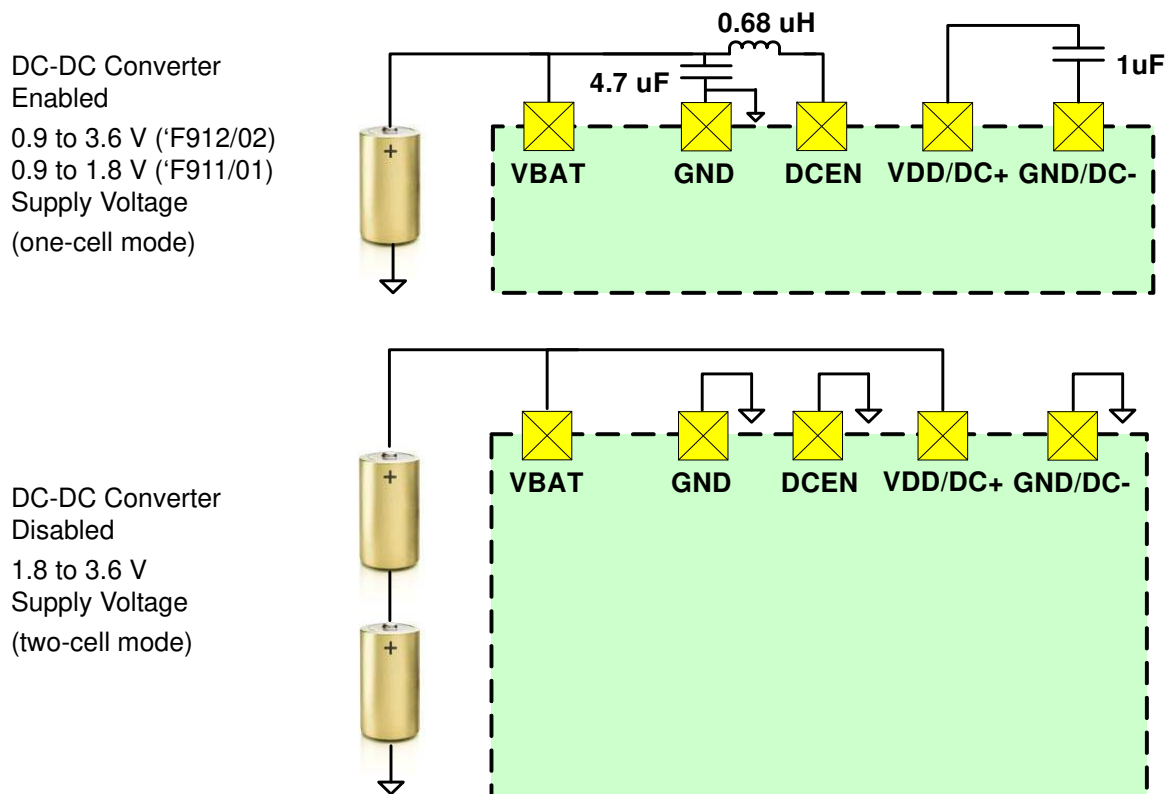 DC-DC Converter
Enabled
0.9 to 3.6 V (‘F912/02)
0.9 to 1.8 V (‘F911/01)
Supply Voltage
(one-cell mode)
0.68 uH
4.7 uF
1uF
+
VBAT
GND
DCEN
VDD/DC+
GND/DC-
DC-DC Converter
Disabled
1.8 to 3.6 V
Supply Voltage
(two-cell mode)
+
+
VBAT
GND
DCEN
VDD/DC+
GND/DC-